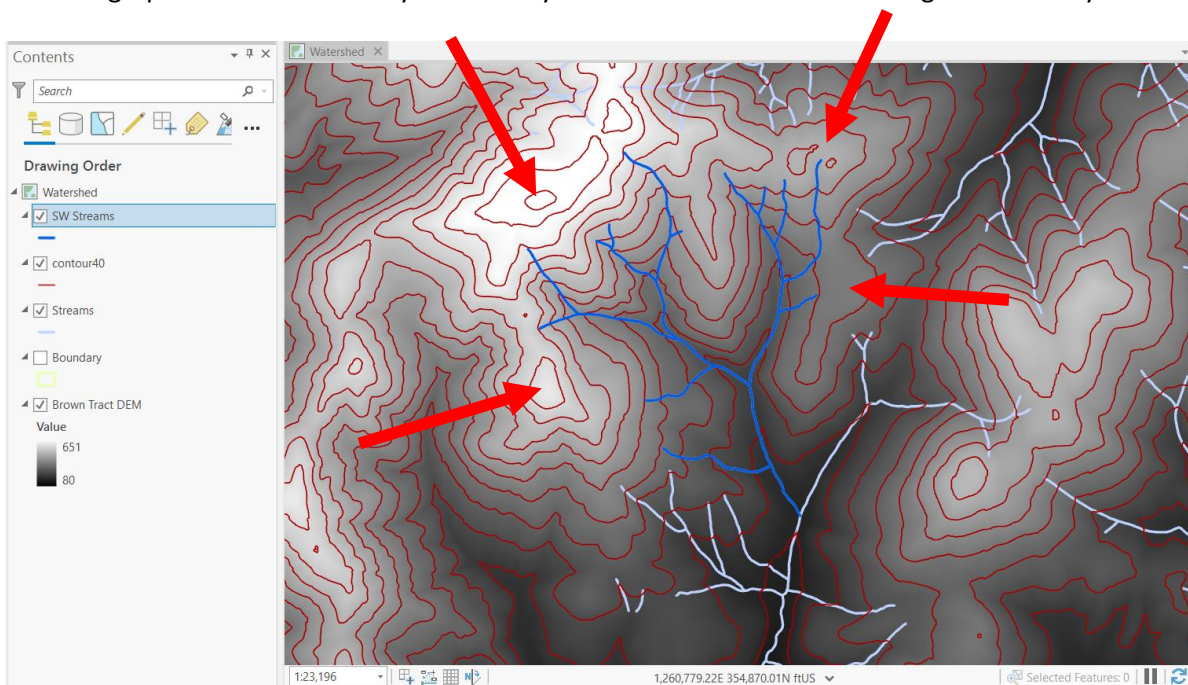 Contents
Watershed
Search
Drawing Order
Watershed
SW Streams
contour40
Streams
Boundary
Brown Tract DEM
Value
651
80
1:23,196
1,260,779.22E 354,870.01N ftUS
Selected Features: 0